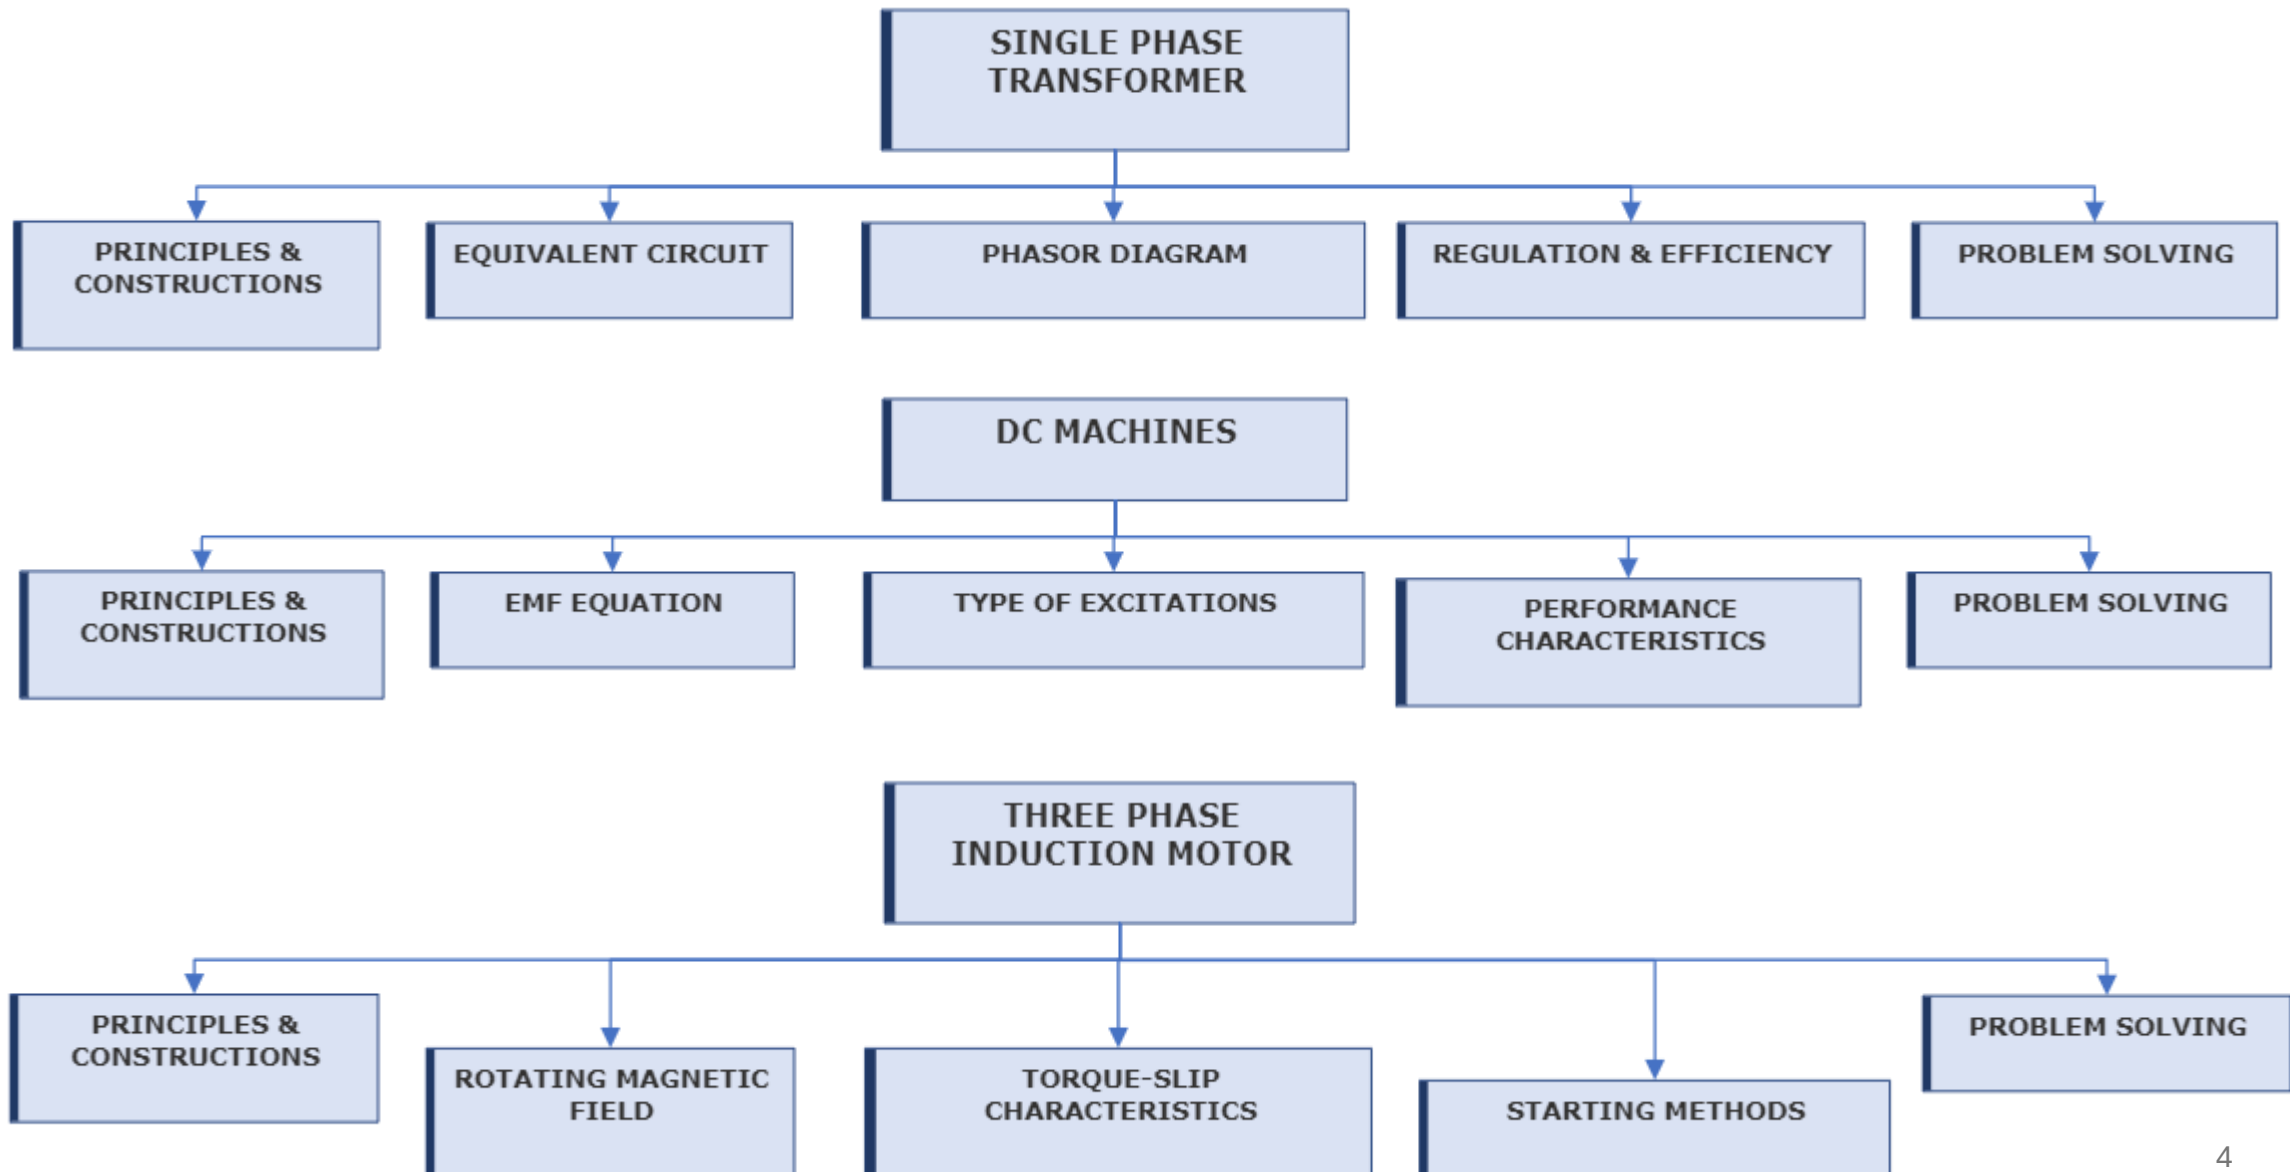 SINGLE PHASE
TRANSFORMER
PRINCIPLES &
CONSTRUCTIONS
EQUIVALENT CIRCUIT
PHASOR DIAGRAM
REGULATION & EFFICIENCY
PROBLEM SOLVING
DC MACHINES
PRINCIPLES &
CONSTRUCTIONS
EMF EQUATION
TYPE OF EXCITATIONS
PERFORMANCE
CHARACTERISTICS
PROBLEM SOLVING
THREE PHASE
INDUCTION MOTOR
PRINCIPLES &
CONSTRUCTIONS
ROTATING MAGNETIC
FIELD
TORQUE-SLIP
CHARACTERISTICS
STARTING METHODS
PROBLEM SOLVING
4